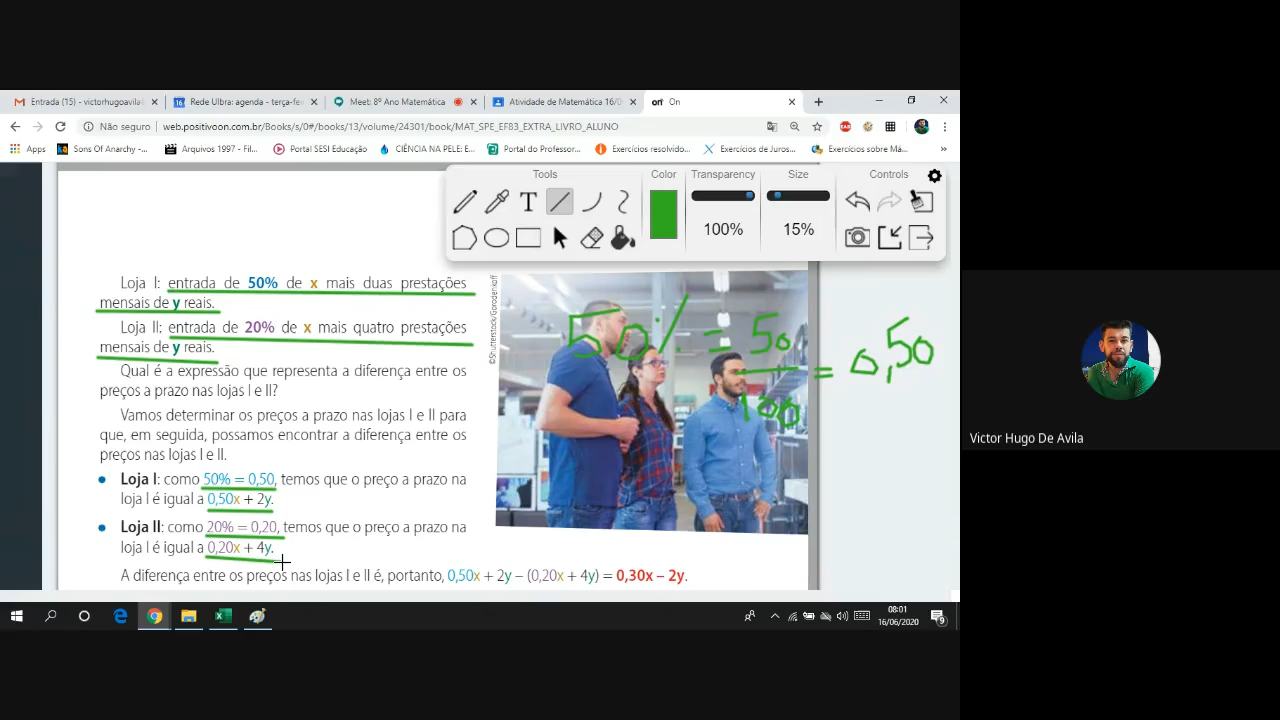 Entrada (15) - victorhugoavila
Rede Ulbra: agenda - terça-fei
Meet: 8º Ano Matemática
Atividade de Matemática 16/0
On
Não seguro
web.positivoon.com.br/Books/s/0#/books/13/volume/24301/book/MAT_SPE_EF83_EXTRA_LIVRO_ALUNO
Apps
Sons Of Anarchy -...
Arquivos 1997 - Fil...
Portal SESI Educação
CIÊNCIA NA PELE: E...
Portal do Professor...
Exercícios resolvido...
Exercícios de Juros...
Exercícios sobre Má...
»
Tools
Color
Transparency
Size
Controls
100%
15%
Loja I: entrada de 50% de x mais duas prestações
mensais de y reais.
Loja II: entrada de 20% de x mais quatro prestações
mensais de y reais.
Qual é a expressão que representa a diferença entre os
preços a prazo nas lojas I e II?
Vamos determinar os preços a prazo nas lojas I e II para
que, em seguida, possamos encontrar a diferença entre os
preços nas lojas I e II.
• Loja I: como 50% = 0,50, temos que o preço a prazo na
loja I é igual a 0,50x + 2y.
• Loja II: como 20% = 0,20, temos que o preço a prazo na
loja I é igual a 0,20x + 4y.
A diferença entre os preços nas lojas I e II é, portanto, 0,50x + 2y – (0,20x + 4y) = 0,30x – 2y.
©Shutterstock/Gorodenkoff
50% = 50/100 = 0,50
Victor Hugo De Avila
08:01
16/06/2020
9